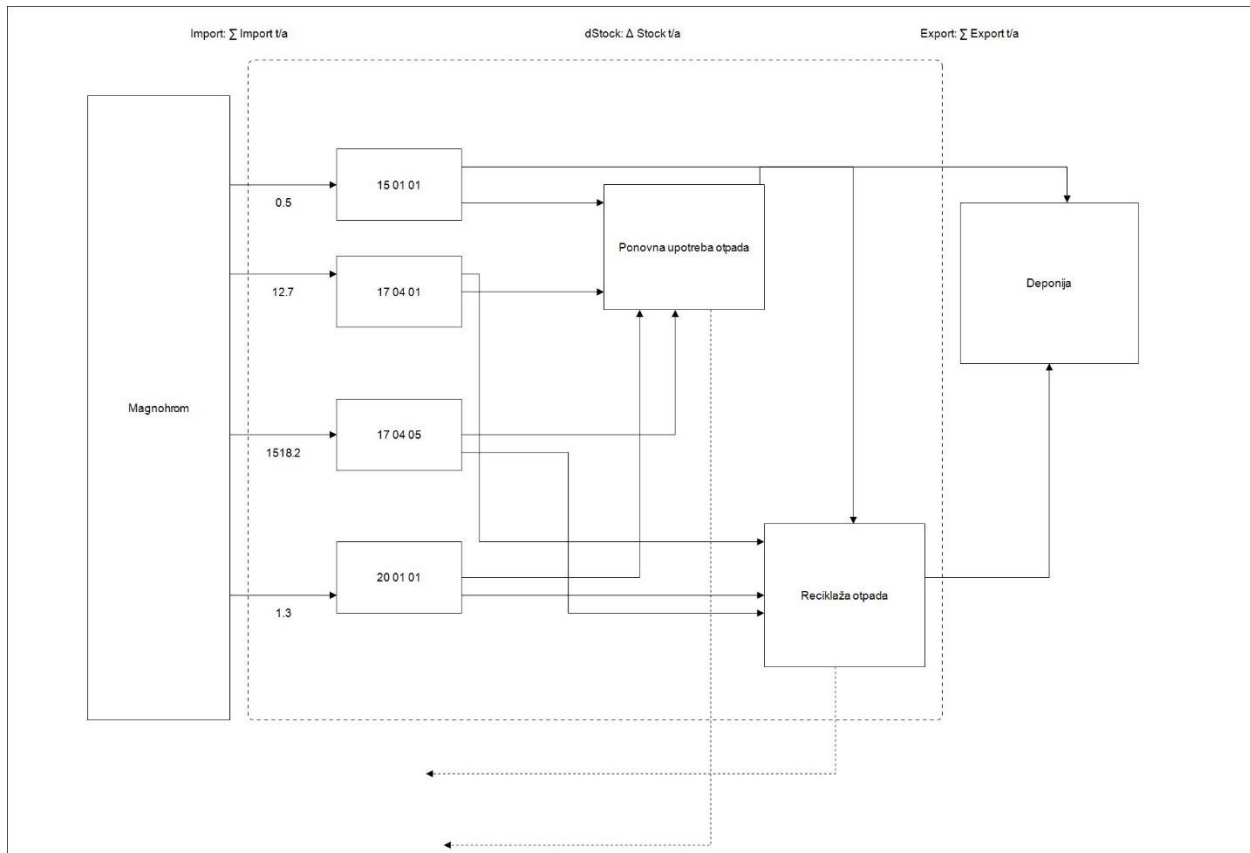 Import: ∑ Import t/a
dStock: Δ Stock t/a
Export: ∑ Export t/a
15 01 01
0.5
Ponovna upotreba otpada
12.7
17 04 01
Deponija
Magnohrom
17 04 05
1518.2
20 01 01
1.3
Reciklaža otpada